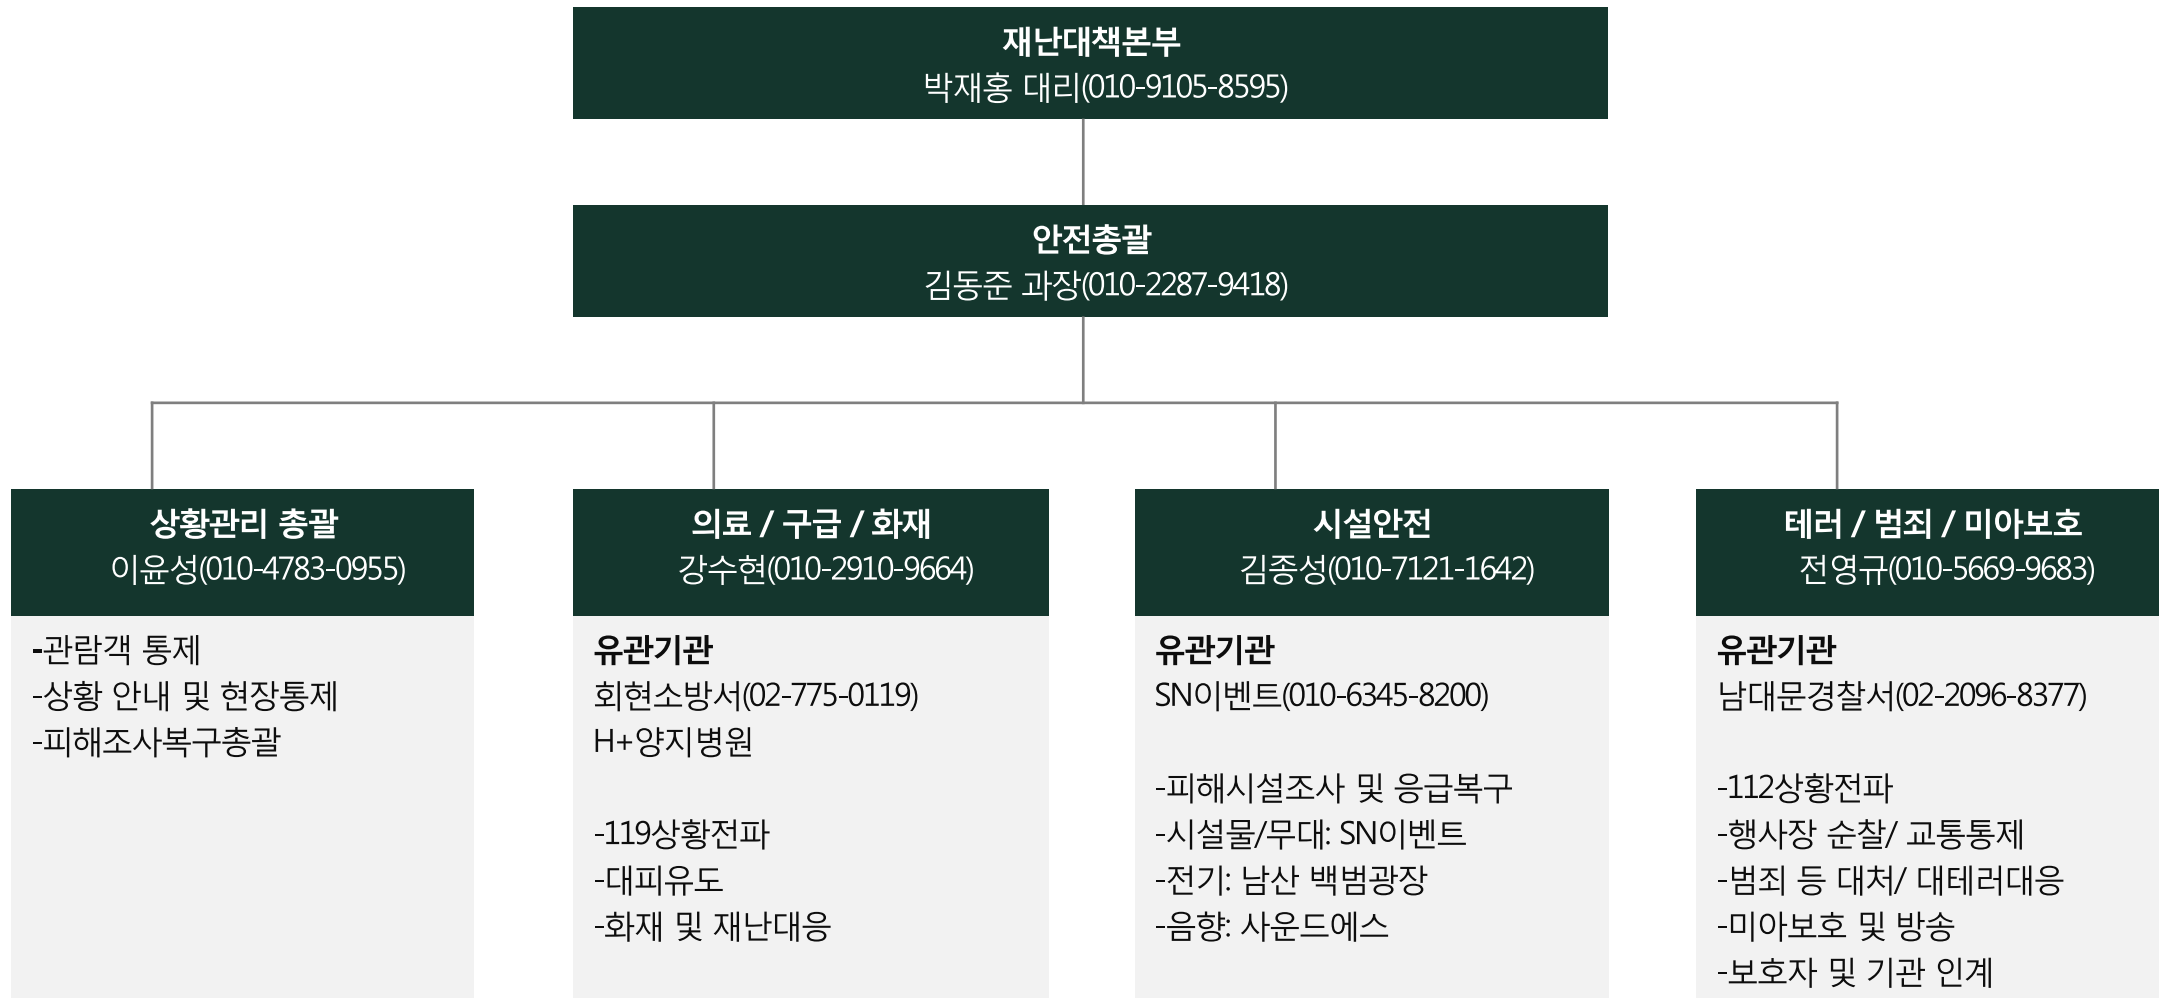 재난대책본부
박재홍 대리(010-9105-8595)
안전총괄
김동준 과장(010-2287-9418)
상황관리 총괄
이윤성(010-4783-0955)
-관람객 통제
-상황 안내 및 현장통제
-피해조사복구총괄
의료 / 구급 / 화재
강수현(010-2910-9664)
유관기관
회현소방서(02-775-0119)
H+양지병원
-119상황전파
-대피유도
-화재 및 재난대응
시설안전
김종성(010-7121-1642)
유관기관
SN이벤트(010-6345-8200)
-피해시설조사 및 응급복구
-시설물/무대: SN이벤트
-전기: 남산 백범광장
-음향: 사운드에스
테러 / 범죄 / 미아보호
전영규(010-5669-9683)
유관기관
남대문경찰서(02-2096-8377)
-112상황전파
-행사장 순찰/ 교통통제
-범죄 등 대처/ 대테러대응
-미아보호 및 방송
-보호자 및 기관 인계